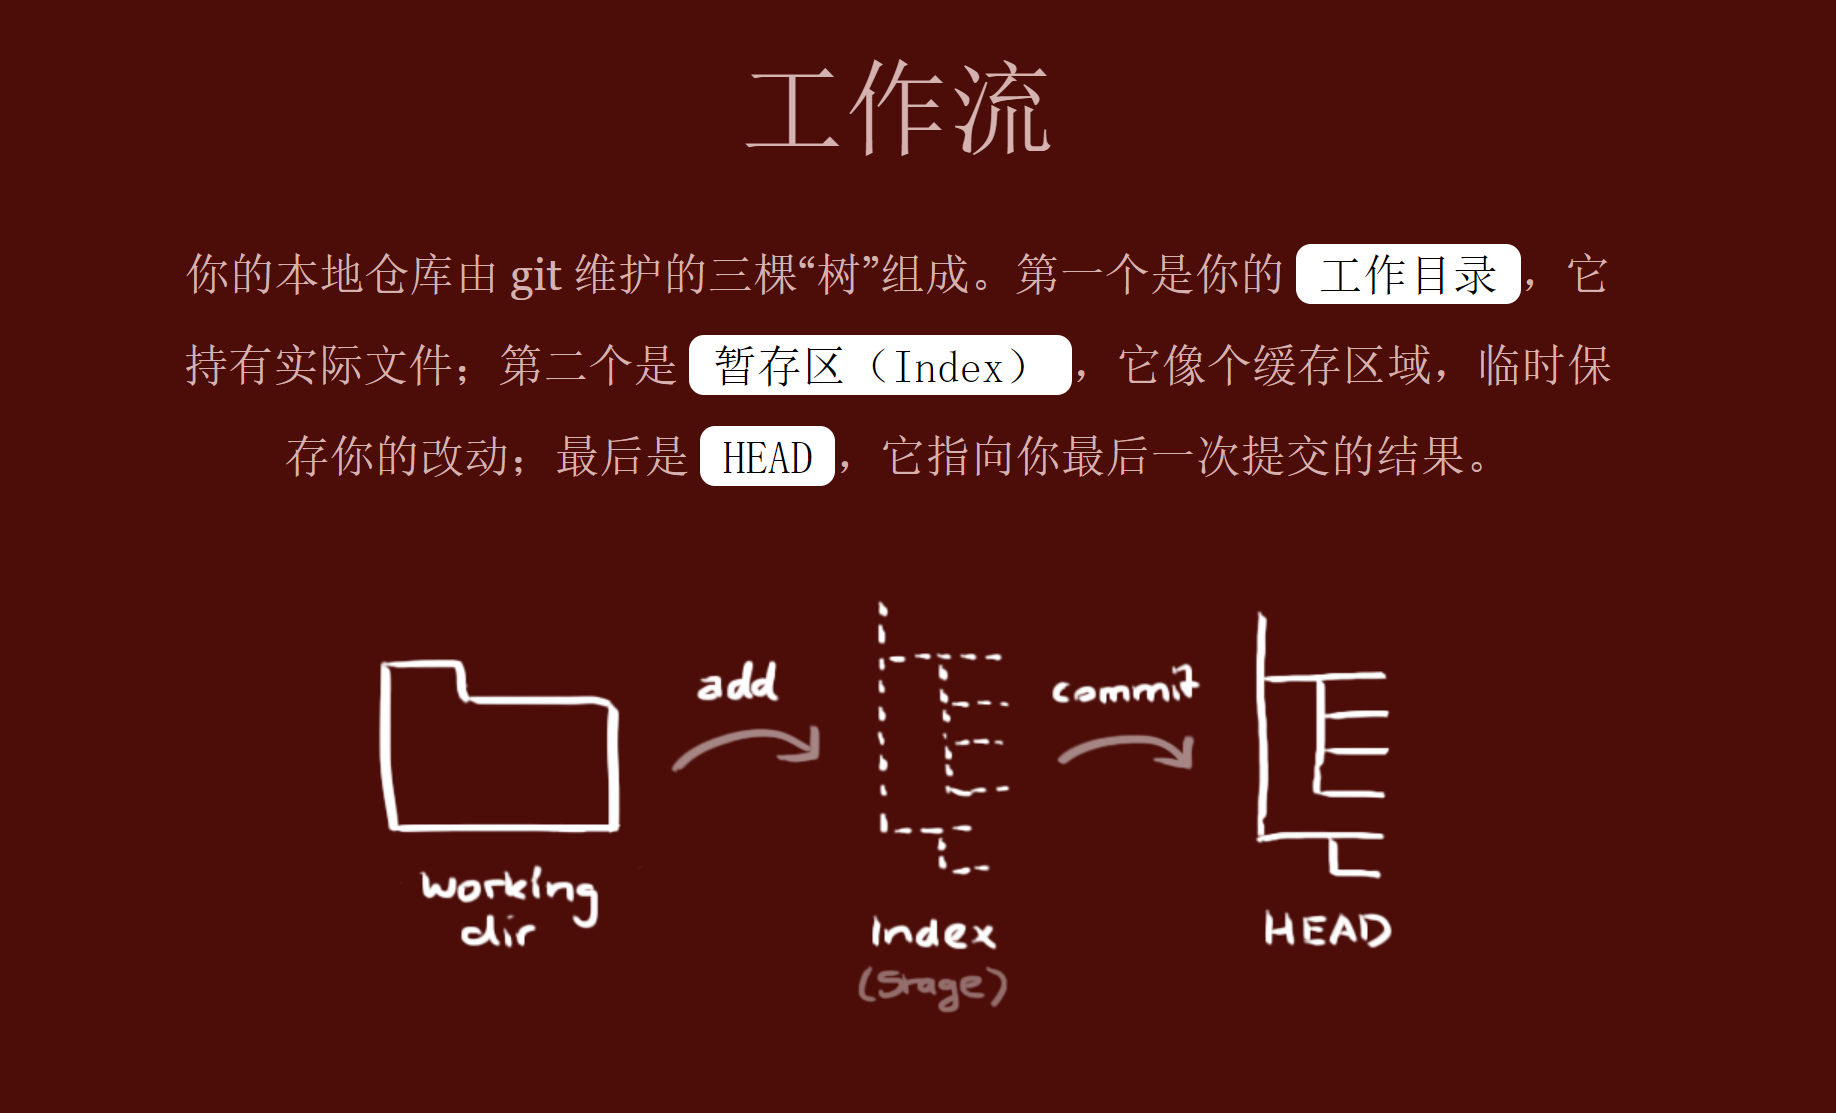 工作流
你的本地仓库由 git 维护的三棵“树”组成。第一个是你的 工作目录，它
持有实际文件；第二个是 暂存区（Index），它像个缓存区域，临时保
存你的改动；最后是 HEAD，它指向你最后一次提交的结果。
add
commit
working
dir
Index
(Stage)
HEAD